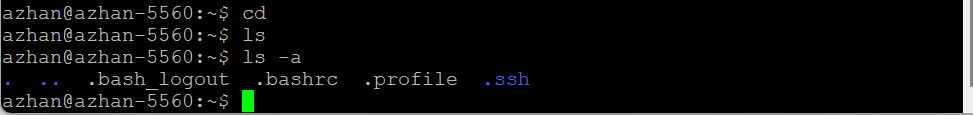 azhan@azhan-5560:~$ cd
azhan@azhan-5560:~$ ls
azhan@azhan-5560:~$ ls -a
. .. .bash_logout .bashrc .profile .ssh
azhan@azhan-5560:~$